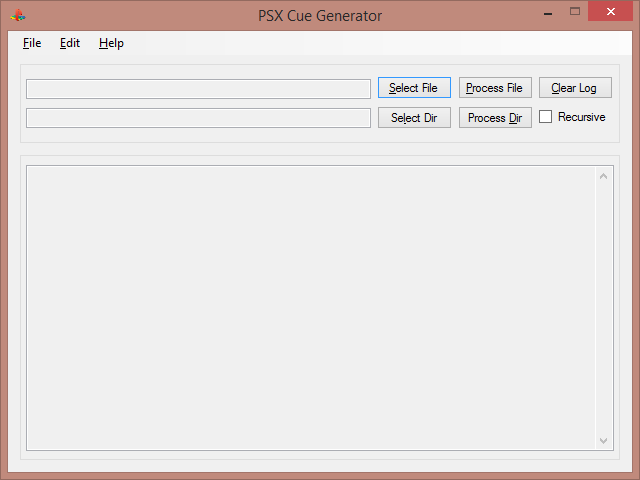 PSX Cue Generator
File Edit Help
Select File Process File Clear Log
Select Dir Process Dir Recursive